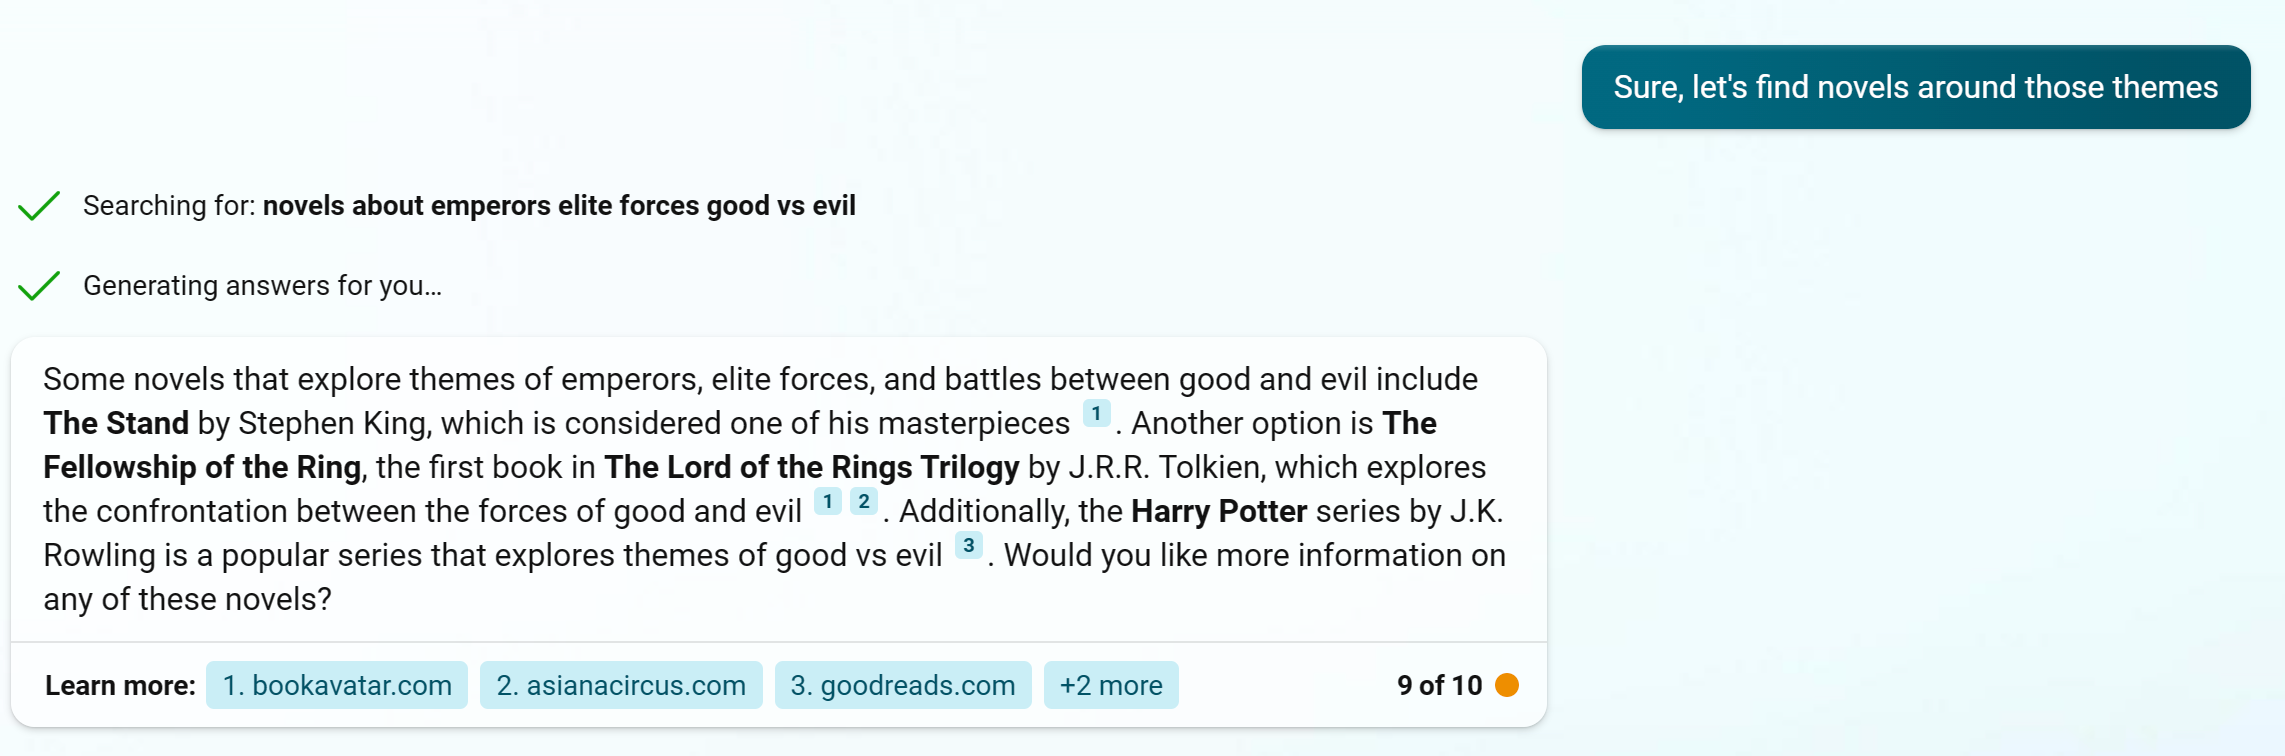 Sure, let's find novels around those themes
Searching for: novels about emperors elite forces good vs evil
Generating answers for you...
Some novels that explore themes of emperors, elite forces, and battles between good and evil include
The Stand by Stephen King, which is considered one of his masterpieces 1 . Another option is The
Fellowship of the Ring, the first book in The Lord of the Rings Trilogy by J.R.R. Tolkien, which explores
the confrontation between the forces of good and evil 1 2 . Additionally, the Harry Potter series by J.K.
Rowling is a popular series that explores themes of good vs evil 3 . Would you like more information on
any of these novels?
Learn more: 1. bookavatar.com 2. asianacircus.com 3. goodreads.com +2 more 9 of 10